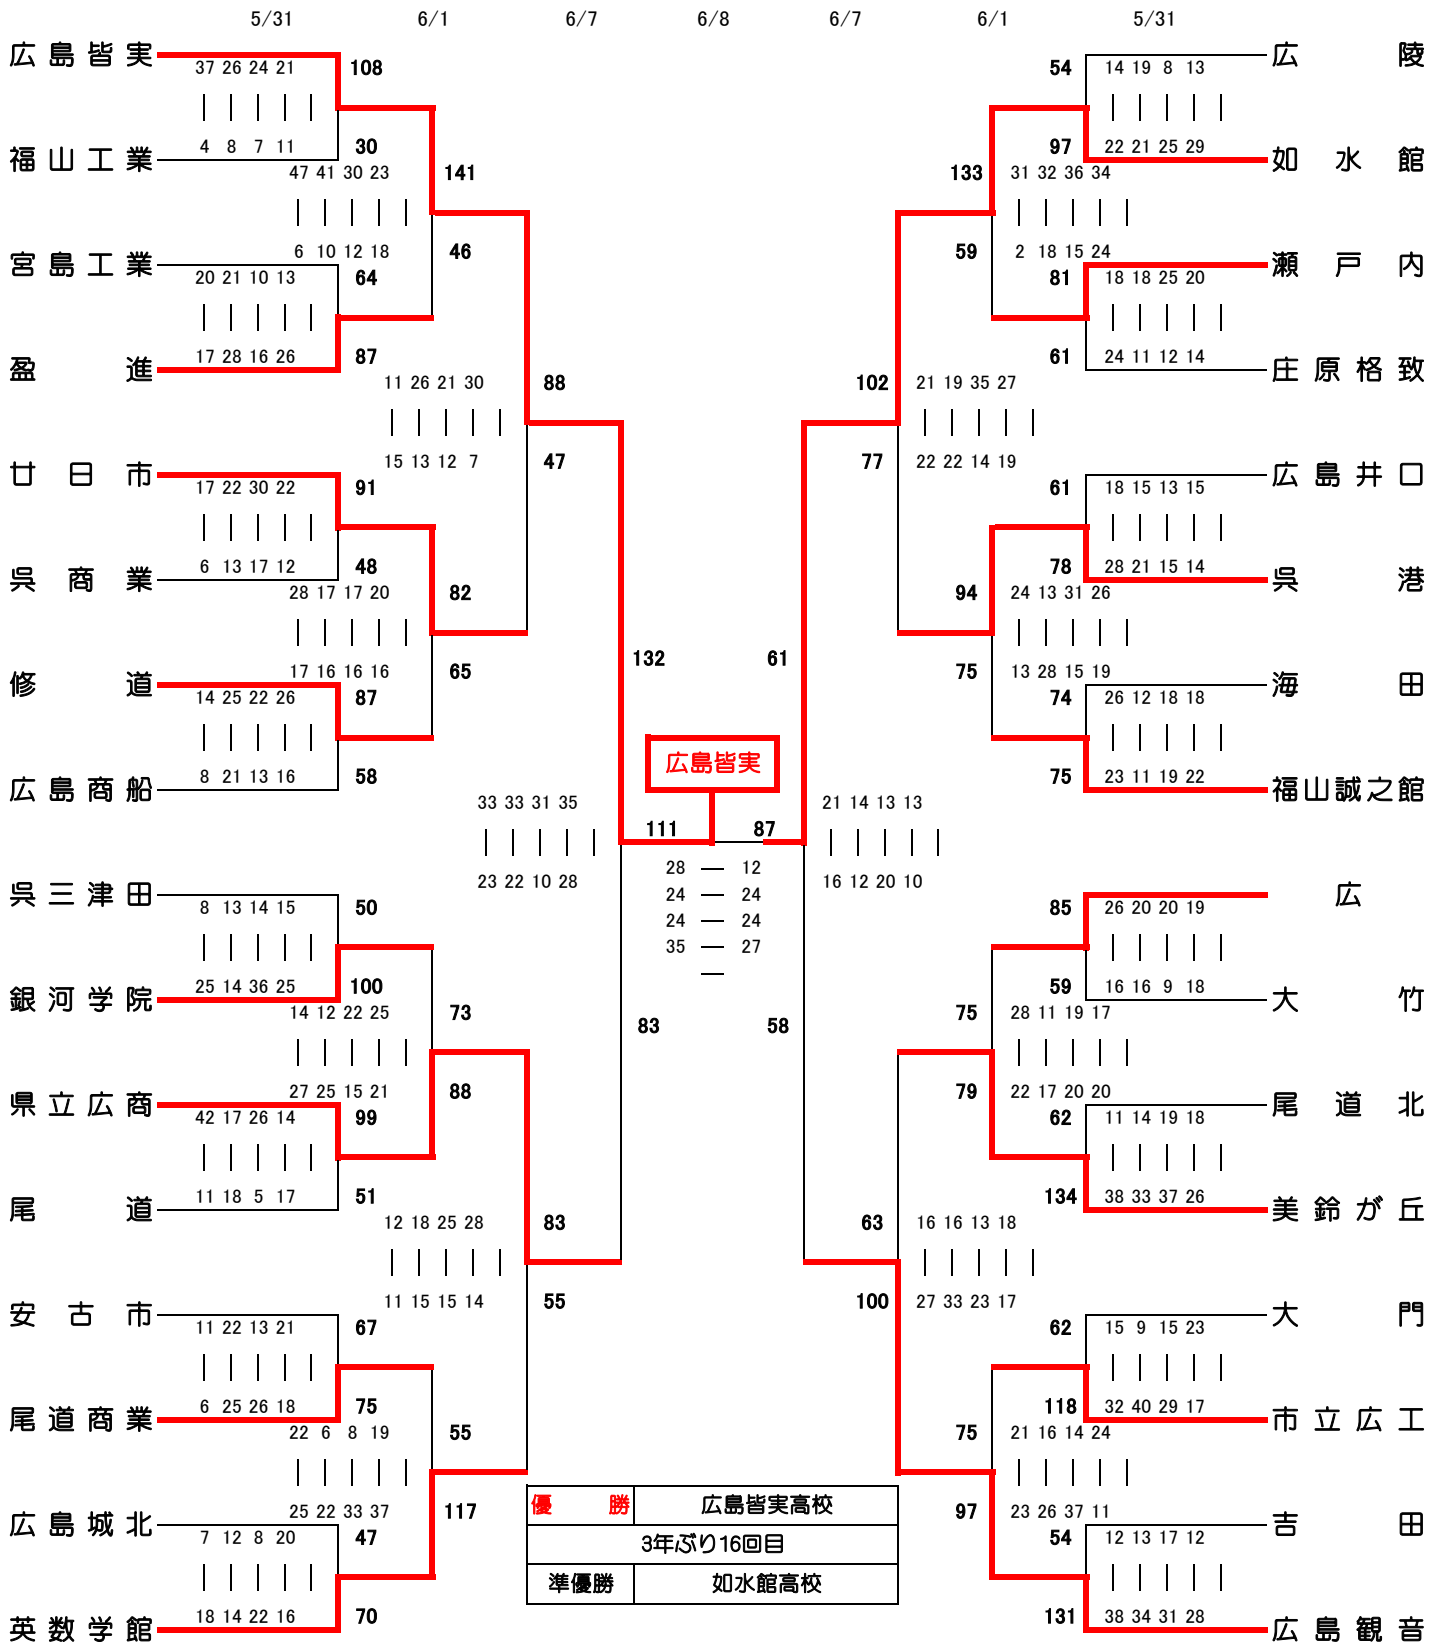 5/31 6/1 6/7 6/8 6/7 6/1 5/31
広島皆実 108 54 広陵
37 26 24 21 14 19 8 13
4 8 7 11 22 21 25 29
福山工業 30 97 如水館
47 41 30 23 141 133 31 32 36 34
6 10 12 18 46 59 2 18 15 24
宮島工業 64 81 瀬戸内
20 21 10 13 18 18 25 20
17 28 16 26 24 11 12 14
盈進 87 61 庄原格致
11 26 21 30 88 102 21 19 35 27
15 13 12 7 47 77 22 22 14 19
廿日市 91 61 広島井口
17 22 30 22 18 15 13 15
6 13 17 12 28 21 15 14
呉商業 48 78 呉港
28 17 17 20 82 94 24 13 31 26
17 16 16 16 65 75 13 28 15 19
132 61
修道 87 74 海田
14 25 22 26 26 12 18 18
8 21 13 16 23 11 19 22
広島商船 58 75 福山誠之館
広島皆実
33 33 31 35 21 14 13 13
111 87
23 22 10 28 16 12 20 10
28 12
24 24
24 24
35 27
呉三津田 50 85 広
8 13 14 15 26 20 20 19
25 14 36 25 16 16 9 18
銀河学院 100 59 大竹
14 12 22 25 73 75 28 11 19 17
83 58
27 25 15 21 88 79 22 17 20 20
県立広商 99 62 尾道北
42 17 26 14 11 14 19 18
11 18 5 17 38 33 37 26
尾道 51 134 美鈴が丘
12 18 25 28 83 63 16 16 13 18
11 15 15 14 55 100 27 33 23 17
安古市 67 62 大門
11 22 13 21 15 9 15 23
6 25 26 18 32 40 29 17
尾道商業 75 118 市立広工
22 6 8 19 55 75 21 16 14 24
25 22 33 37 117 97 23 26 37 11
広島城北 47 54 吉田
7 12 8 20 12 13 17 12
18 14 22 16 38 34 31 28
英数学館 70 131 広島観音
優勝 広島皆実高校
3年ぶり16回目
準優勝 如水館高校